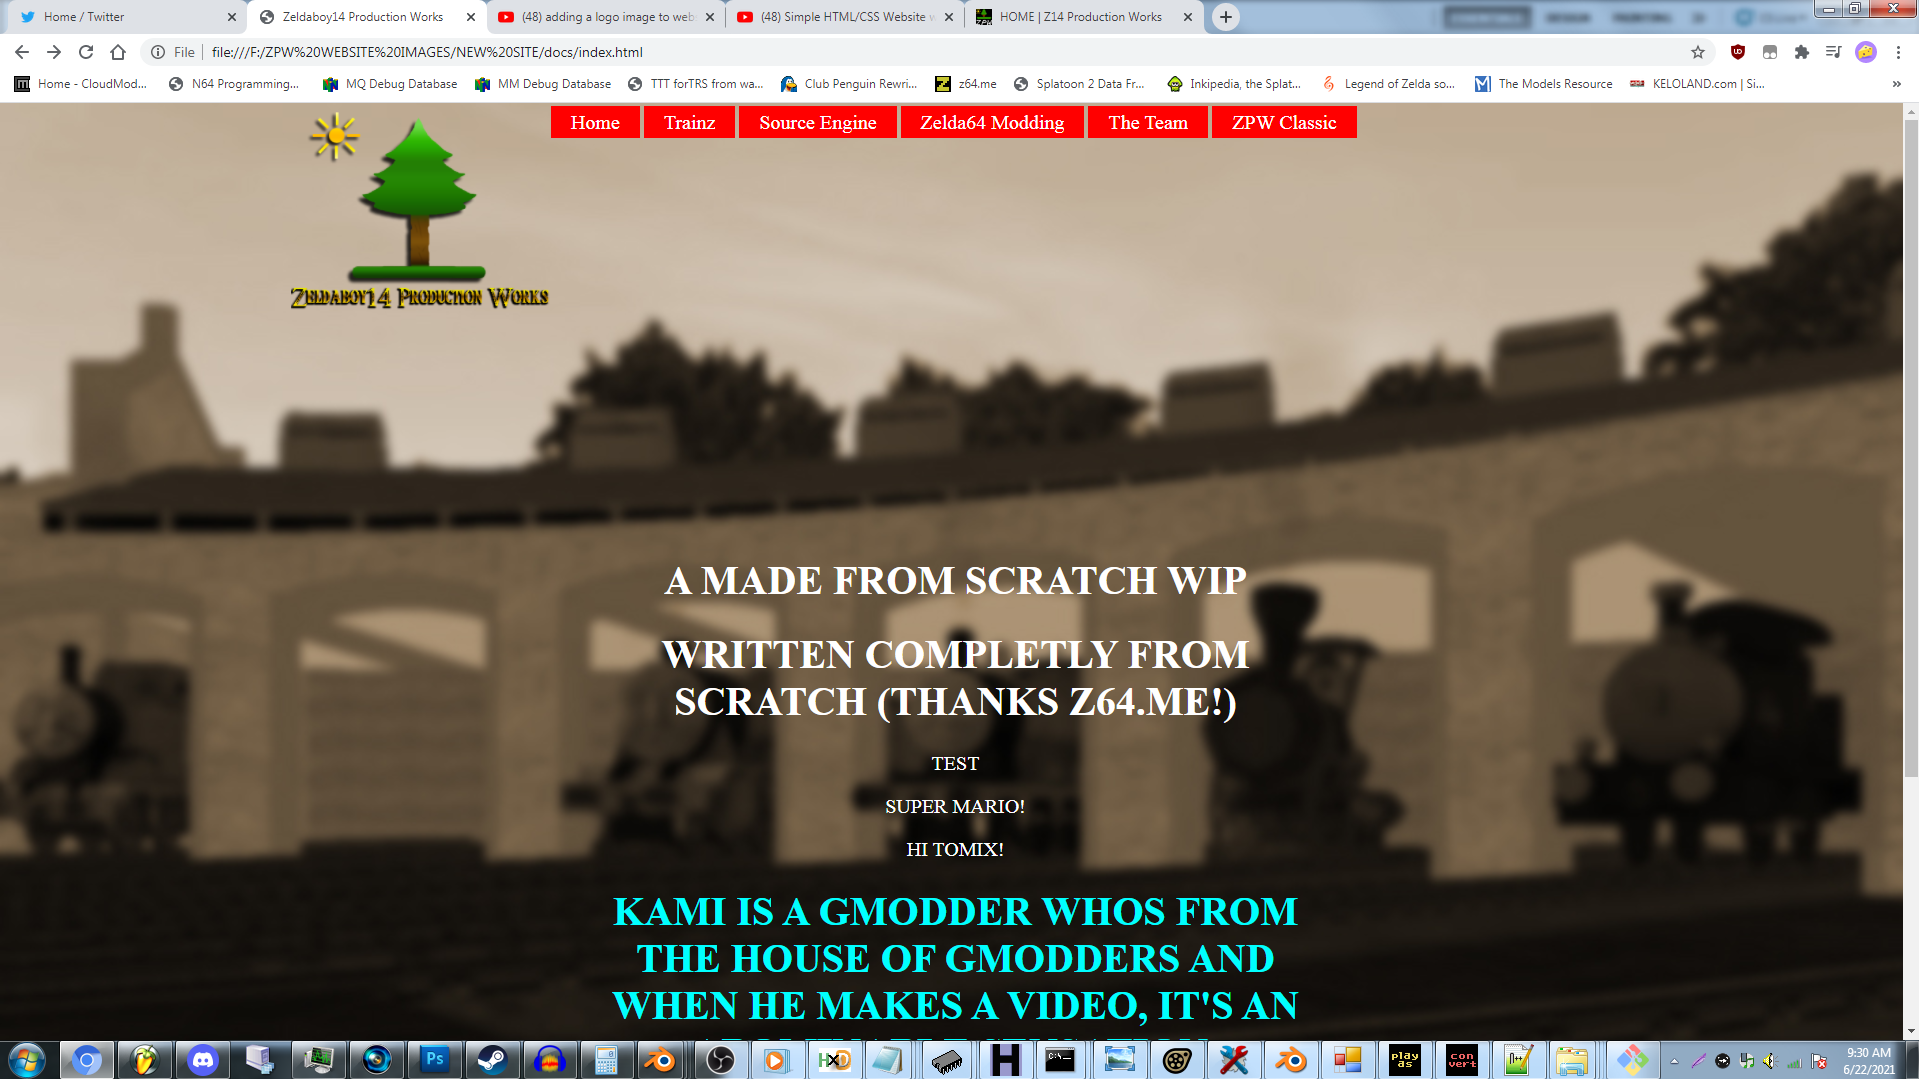 Home / Twitter
Zeldaboy14 Production Works
(48) adding a logo image to web
(48) Simple HTML/CSS Website
HOME | Z14 Production Works
File
file:///F:/ZPW%20WEBSITE%20IMAGES/NEW%20SITE/docs/index.html
Home - CloudMod...
N64 Programming...
MQ Debug Database
MM Debug Database
TTT forTRS from wa...
Club Penguin Rewri...
z64.me
Splatoon 2 Data Fr...
Inkipedia, the Splat...
Legend of Zelda so...
The Models Resource
KELOLAND.com | Si...
Home
Trainz
Source Engine
Zelda64 Modding
The Team
ZPW Classic
Zeldaboy14 Production Works
A MADE FROM SCRATCH WIP
WRITTEN COMPLETLY FROM
SCRATCH (THANKS Z64.ME!)
TEST
SUPER MARIO!
HI TOMIX!
KAMI IS A GMODDER WHOS FROM
THE HOUSE OF GMODDERS AND
WHEN HE MAKES A VIDEO, IT'S AN
Ps
HXD
C:\_
play as
con vert
9:30 AM
6/22/2021